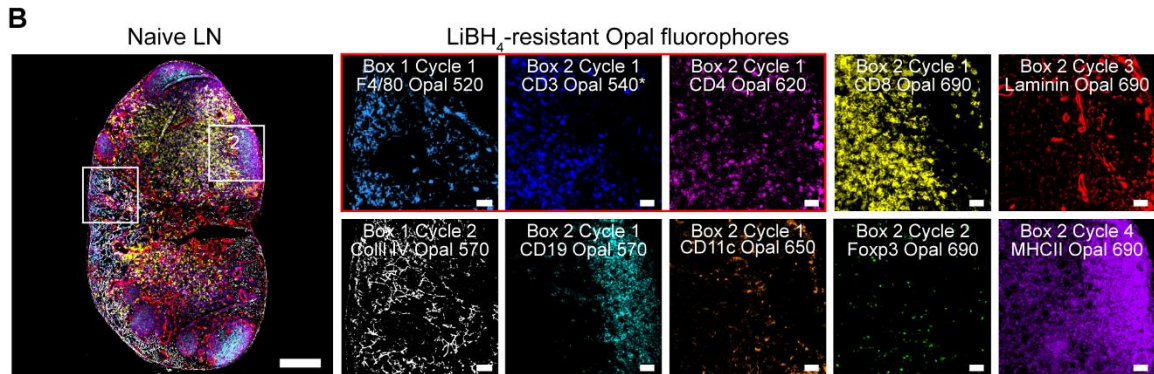 B
Naive LN
LiBH4-resistant Opal fluorophores
1
2
Box 1 Cycle 1
F4/80 Opal 520
Box 2 Cycle 1
CD3 Opal 540*
Box 2 Cycle 1
CD4 Opal 620
Box 2 Cycle 1
CD8 Opal 690
Box 2 Cycle 3
Laminin Opal 690
Box 1 Cycle 2
Coll IV Opal 570
Box 2 Cycle 1
CD19 Opal 570
Box 2 Cycle 1
CD11c Opal 650
Box 2 Cycle 2
Foxp3 Opal 690
Box 2 Cycle 4
MHCII Opal 690